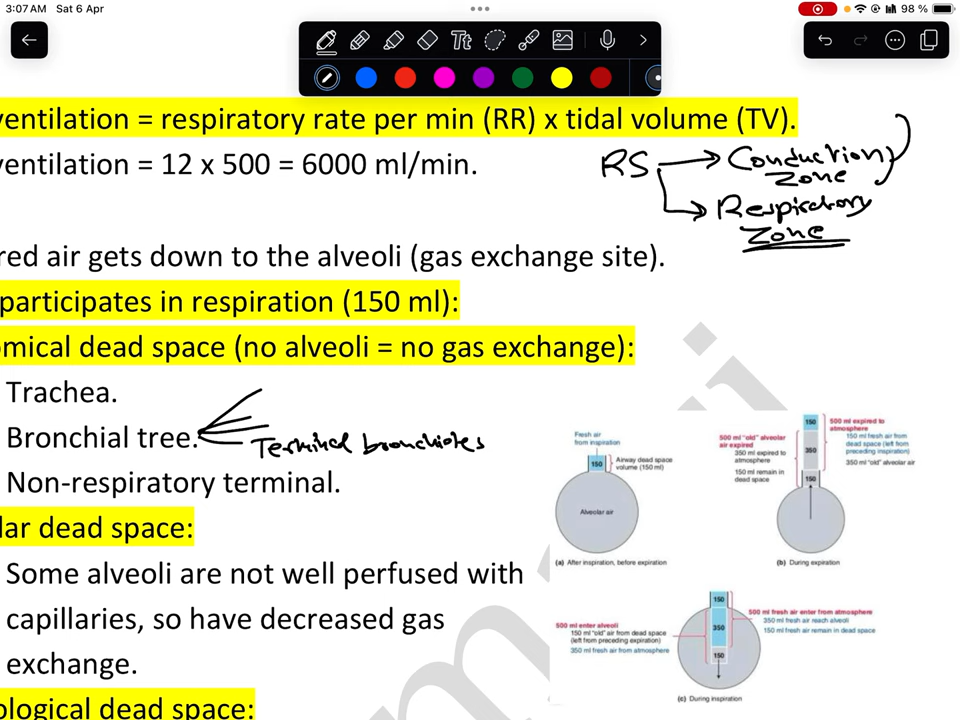 3:07 AM Sat 6 Apr
98 %
Tt
ventilation = respiratory rate per min (RR) x tidal volume (TV).
ventilation = 12 x 500 = 6000 ml/min.
RS → Conduction
Zone
Respiratory
Zone
red air gets down to the alveoli (gas exchange site).
participates in respiration (150 ml):
omical dead space (no alveoli = no gas exchange):
Trachea.
Bronchial tree.
Terminal bronchioles
Non-respiratory terminal.
lar dead space:
Some alveoli are not well perfused with
capillaries, so have decreased gas
exchange.
ological dead space:
Fresh air
from inspiration
150
Airway dead space
volume (150 ml)
Alveolar air
(a) After inspiration, before expiration
500 ml "old" alveolar
air expired
350 ml expired to
atmosphere
150 ml remain in
dead space
150
350
150
500 ml expired to
atmosphere
150 ml fresh air from
dead space (left from
preceding inspiration)
350 ml "old" alveolar air
(b) During expiration
500 ml enter alveoli
150 ml "old" air from dead space
(left from preceding expiration)
350 ml fresh air from atmosphere
150
350
150
500 ml fresh air enter from atmosphere
350 ml fresh air reach alveoli
150 ml fresh air remain in dead space
(c) During inspiration